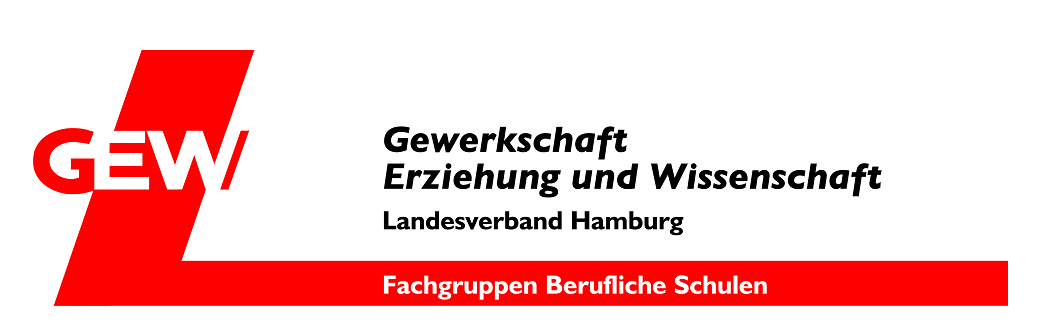 GEW
Gewerkschaft
Erziehung und Wissenschaft
Landesverband Hamburg
Fachgruppen Berufliche Schulen